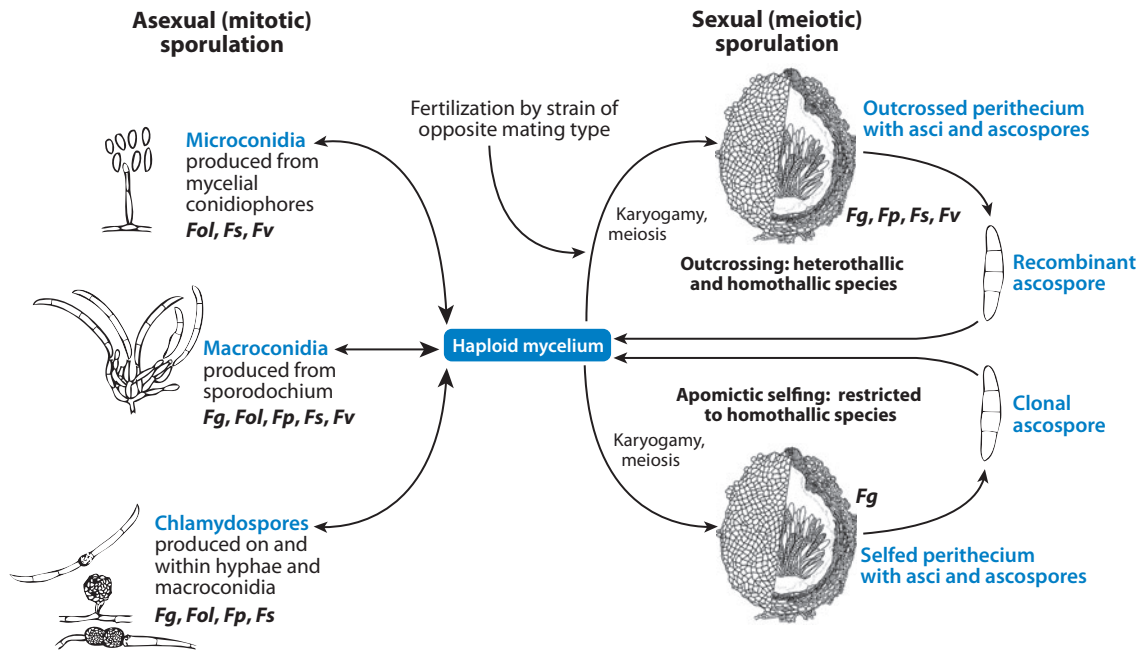 Asexual (mitotic)
sporulation
Microconidia
produced from
mycelial
conidiophores
Fol, Fs, Fv
Macroconidia
produced from
sporodochium
Fg, Fol, Fp, Fs, Fv
Chlamydospores
produced on and
within hyphae and
macroconidia
Fg, Fol, Fp, Fs
Fertilization by strain of
opposite mating type
Haploid mycelium
Sexual (meiotic)
sporulation
Outcrossed perithecium
with asci and ascospores
Karyogamy,
meiosis
Fg, Fp, Fs, Fv
Outcrossing: heterothallic
and homothallic species
Recombinant
ascospore
Apomictic selfing: restricted
to homothallic species
Clonal
ascospore
Karyogamy,
meiosis
Fg
Selfed perithecium
with asci and ascospores